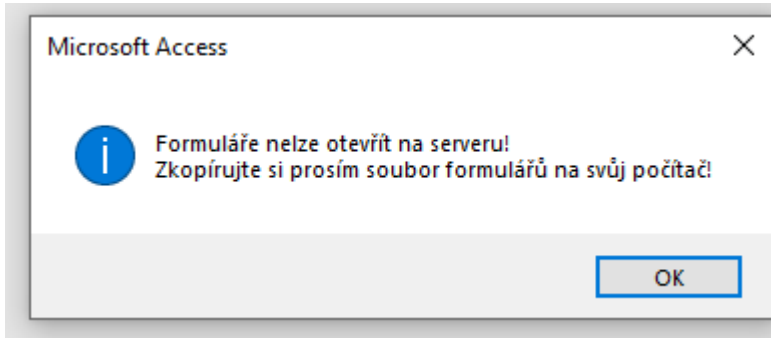 Microsoft Access
Formuláře nelze otevřít na serveru!
Zkopírujte si prosím soubor formulářů na svůj počítač!
OK